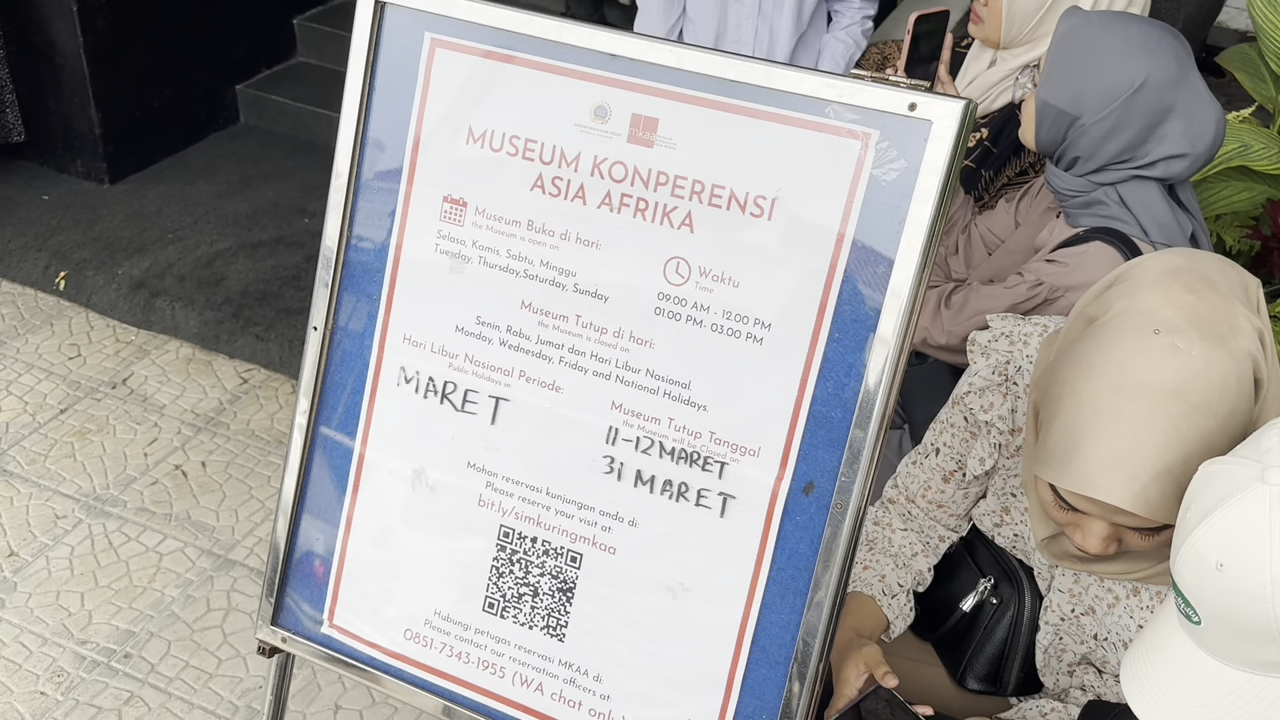 mkaa
MUSEUM KONPERENSI
ASIA AFRIKA
Museum Buka di hari:
the Museum is open on:
Selasa, Kamis, Sabtu, Minggu
Tuesday, Thursday,Saturday, Sunday
Waktu
Time
09.00 AM - 12.00 PM
01.00 PM- 03.00 PM
Museum Tutup di hari:
the Museum is closed on:
Senin, Rabu, Jumat dan Hari Libur Nasional.
Monday, Wednesday, Friday and National Holidays.
Hari Libur Nasional Periode:
Public Holidays in:
MARET
Museum Tutup Tanggal
the Museum will be Closed on:
11-12 MARET
31 MARET
Mohon reservasi kunjungan anda di:
Please reserve your visit at:
bit.ly/simkuringmkaa
Hubungi petugas reservasi MKAA di:
Please contact our reservation officers at:
0851-7343-1955 (WA chat only